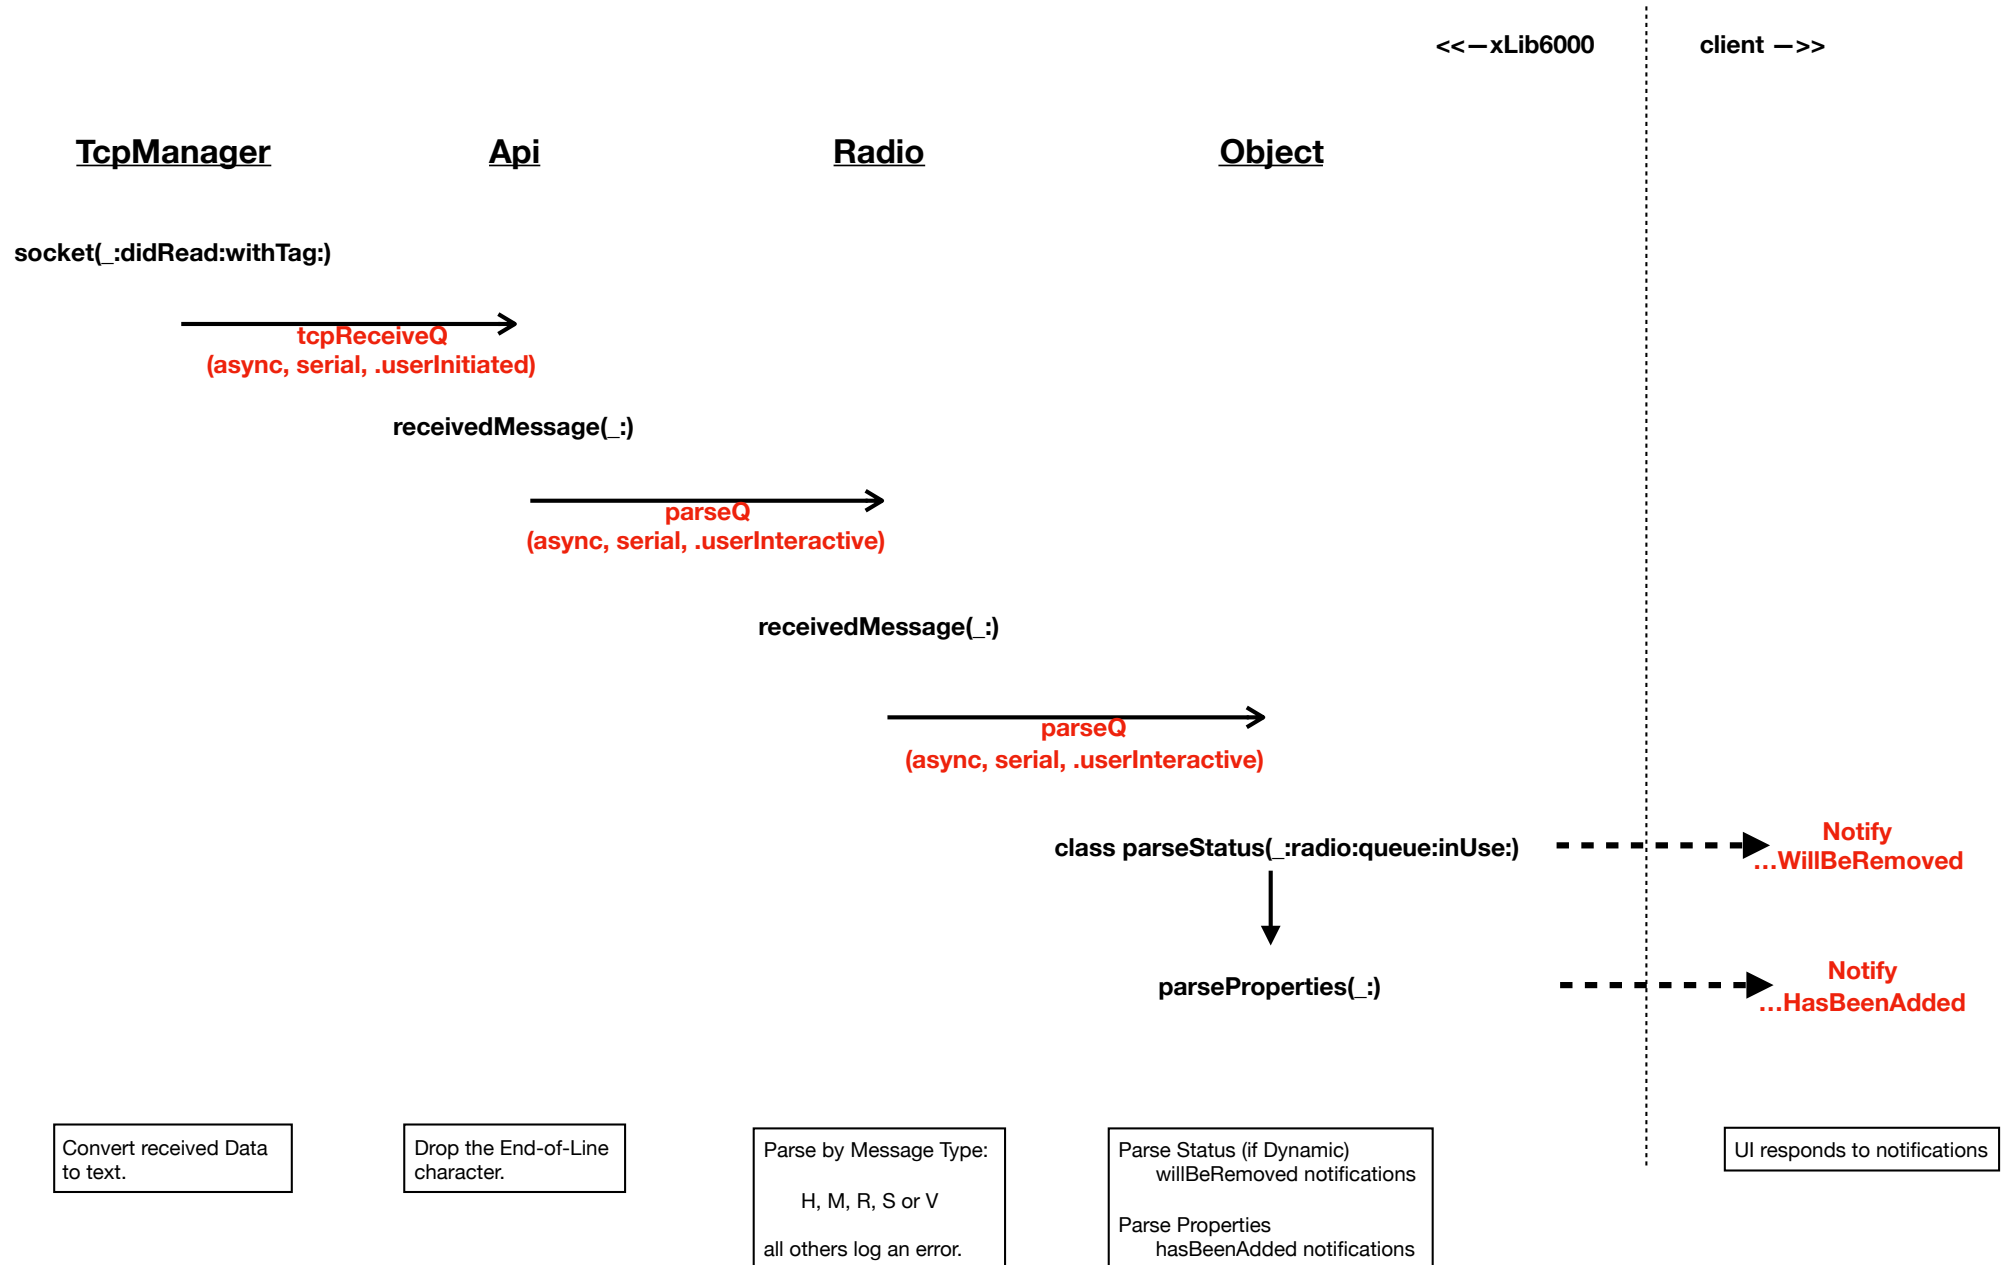 <<—xLib6000
client —>>
TcpManager
Api
Radio
Object
socket(_:didRead:withTag:)
tcpReceiveQ
(async, serial, .userInitiated)
receivedMessage(_:)
parseQ
(async, serial, .userInteractive)
receivedMessage(_:)
parseQ
(async, serial, .userInteractive)
class parseStatus(_:radio:queue:inUse:)
Notify
...WillBeRemoved
parseProperties(_:)
Notify
...HasBeenAdded
Convert received Data
to text.
Drop the End-of-Line
character.
Parse by Message Type:
H, M, R, S or V
all others log an error.
Parse Status (if Dynamic)
willBeRemoved notifications
Parse Properties
hasBeenAdded notifications
UI responds to notifications